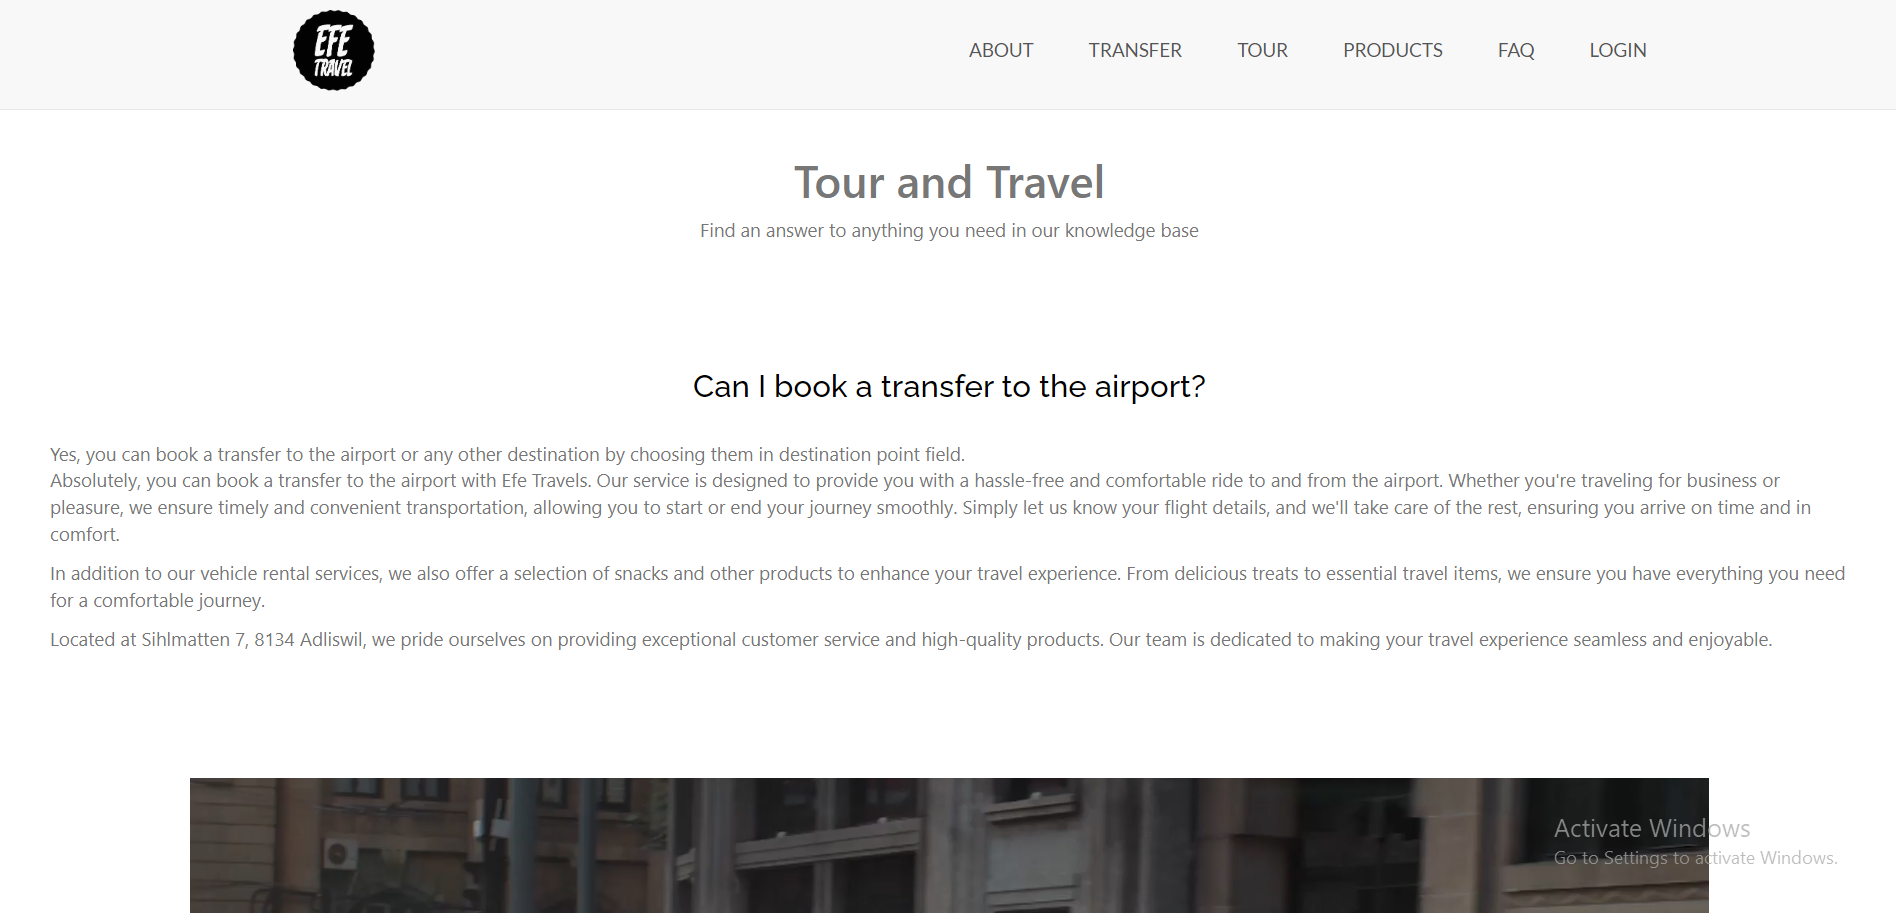 EFE
TRAVEL
ABOUT TRANSFER TOUR PRODUCTS FAQ LOGIN
Tour and Travel
Find an answer to anything you need in our knowledge base
Can I book a transfer to the airport?
Yes, you can book a transfer to the airport or any other destination by choosing them in destination point field.
Absolutely, you can book a transfer to the airport with Efe Travels. Our service is designed to provide you with a hassle-free and comfortable ride to and from the airport. Whether you're traveling for business or
pleasure, we ensure timely and convenient transportation, allowing you to start or end your journey smoothly. Simply let us know your flight details, and we'll take care of the rest, ensuring you arrive on time and in
comfort.
In addition to our vehicle rental services, we also offer a selection of snacks and other products to enhance your travel experience. From delicious treats to essential travel items, we ensure you have everything you need
for a comfortable journey.
Located at Sihlmatten 7, 8134 Adliswil, we pride ourselves on providing exceptional customer service and high-quality products. Our team is dedicated to making your travel experience seamless and enjoyable.
Activate Windows
Go to Settings to activate Windows.